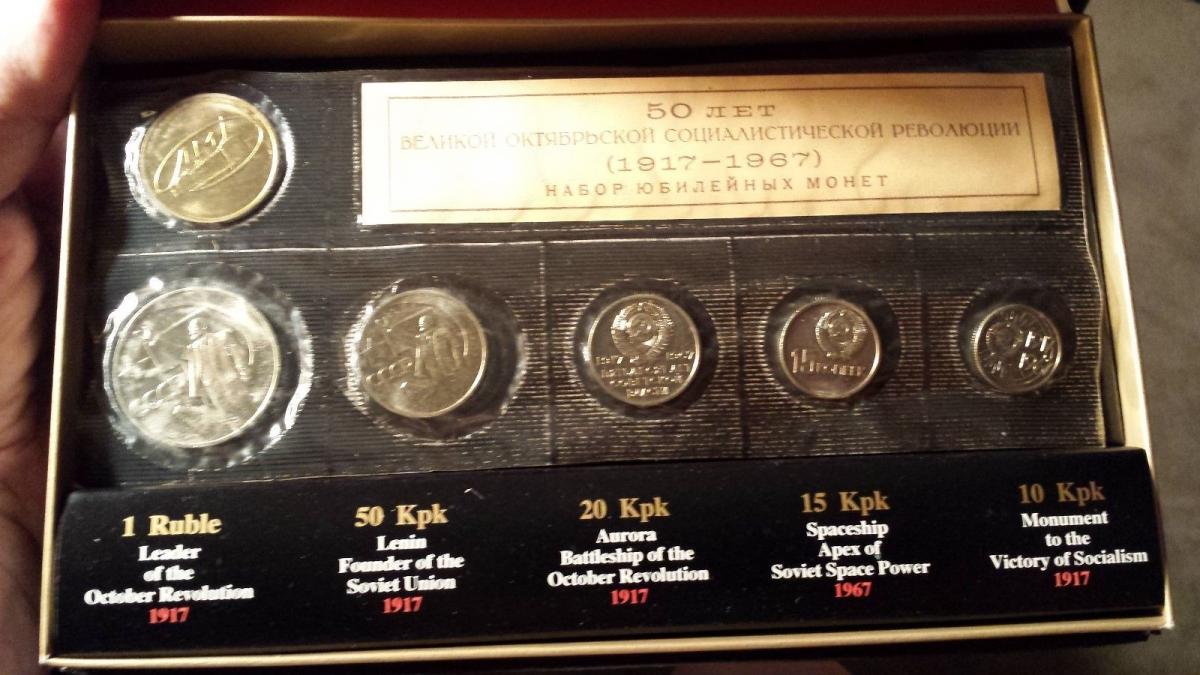 50 ЛЕТ
ВЕЛИКОЙ ОКТЯБРЬСКОЙ СОЦИАЛИСТИЧЕСКОЙ РЕВОЛЮЦИИ
(1917–1967)
НАБОР ЮБИЛЕЙНЫХ МОНЕТ
1 Ruble
Leader
of the
October Revolution
1917
50 Kpk
Lenin
Founder of the
Soviet Union
1917
20 Kpk
Aurora
Battleship of the
October Revolution
1917
15 Kpk
Spaceship
Apex of
Soviet Space Power
1967
10 Kpk
Monument
to the
Victory of Socialism
1917